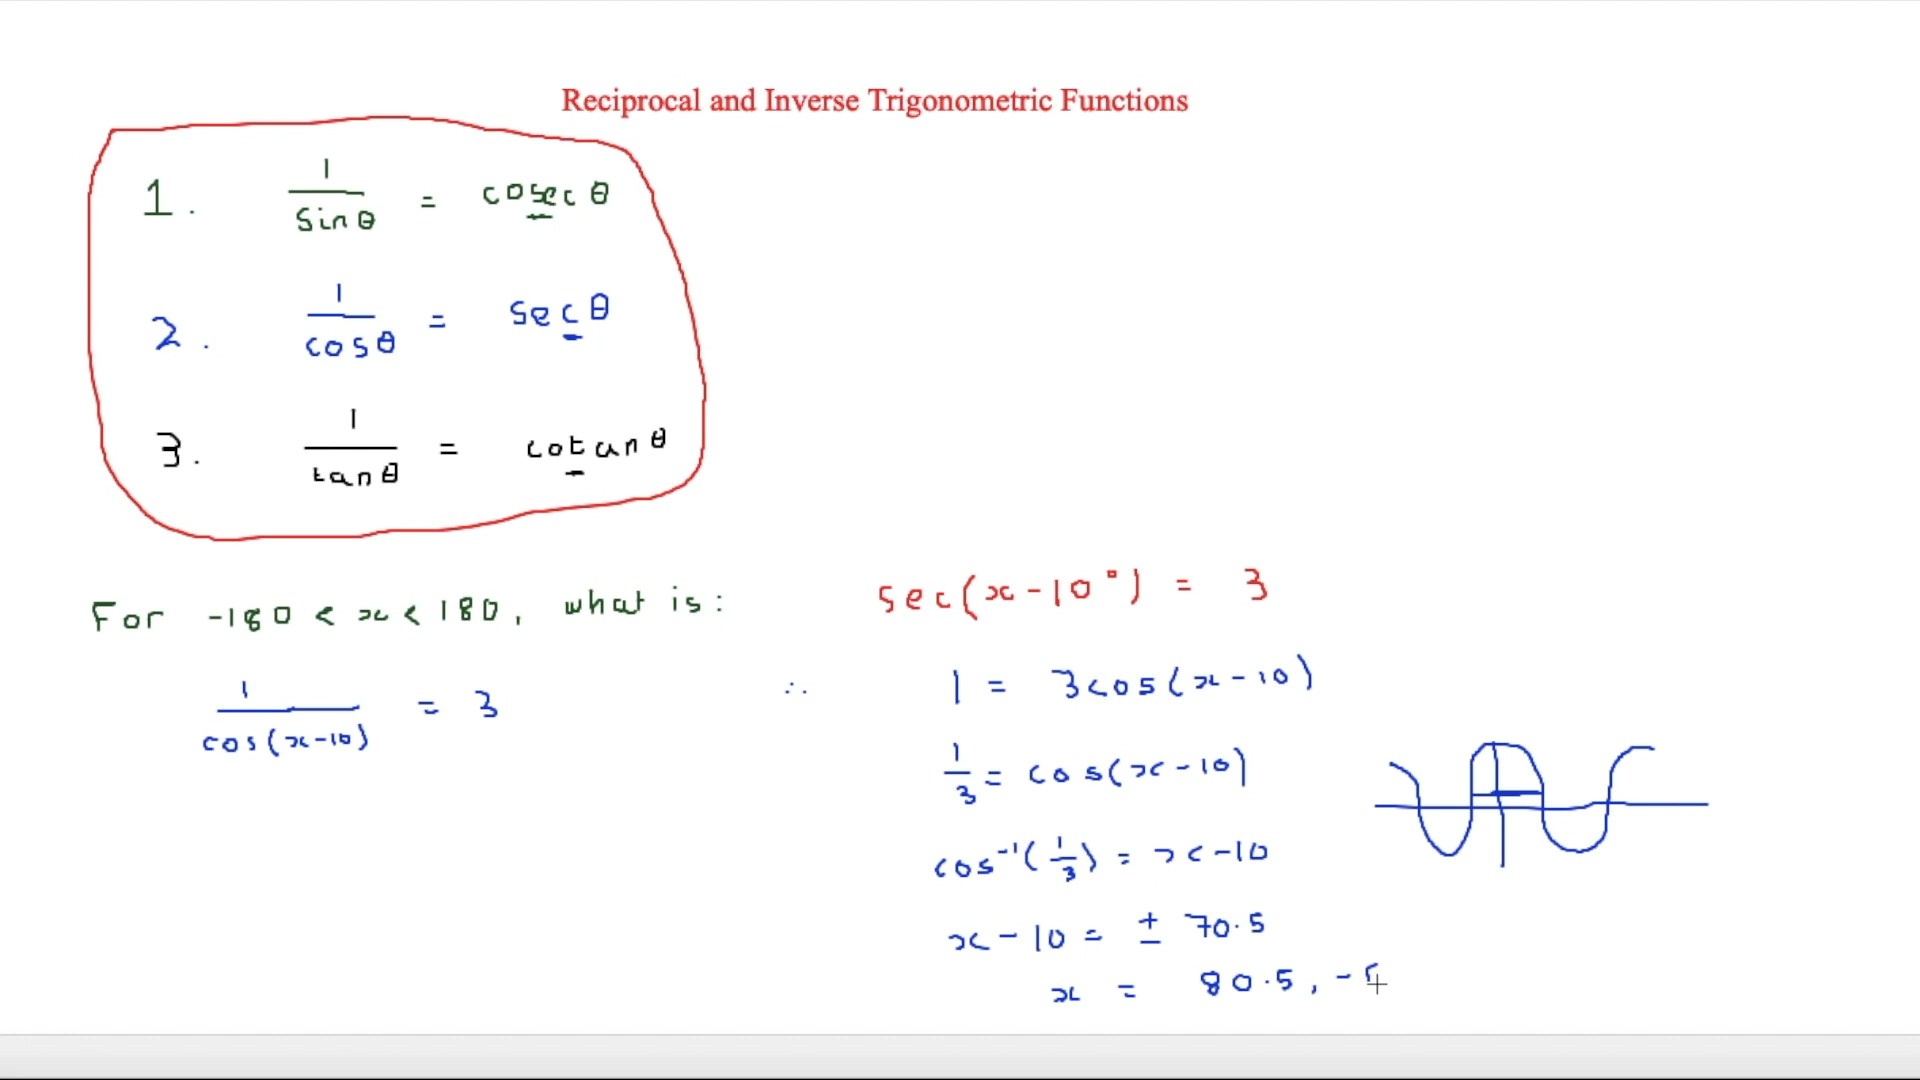 Reciprocal and Inverse Trigonometric Functions
1. 1/sinθ = cosecθ
2. 1/cosθ = secθ
3. 1/tanθ = cotanθ
For -180 < x < 180, what is:
sec(x-10°) = 3
1/cos(x-10) = 3
∴ 1 = 3cos(x-10)
1/3 = cos(x-10)
cos⁻¹(1/3) = x-10
x-10 = ± 70.5
x = 80.5, -